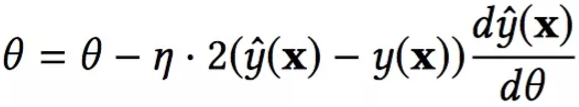 θ = θ − η · 2(ŷ(𝐱) − y(𝐱)) dŷ(𝐱)/dθ